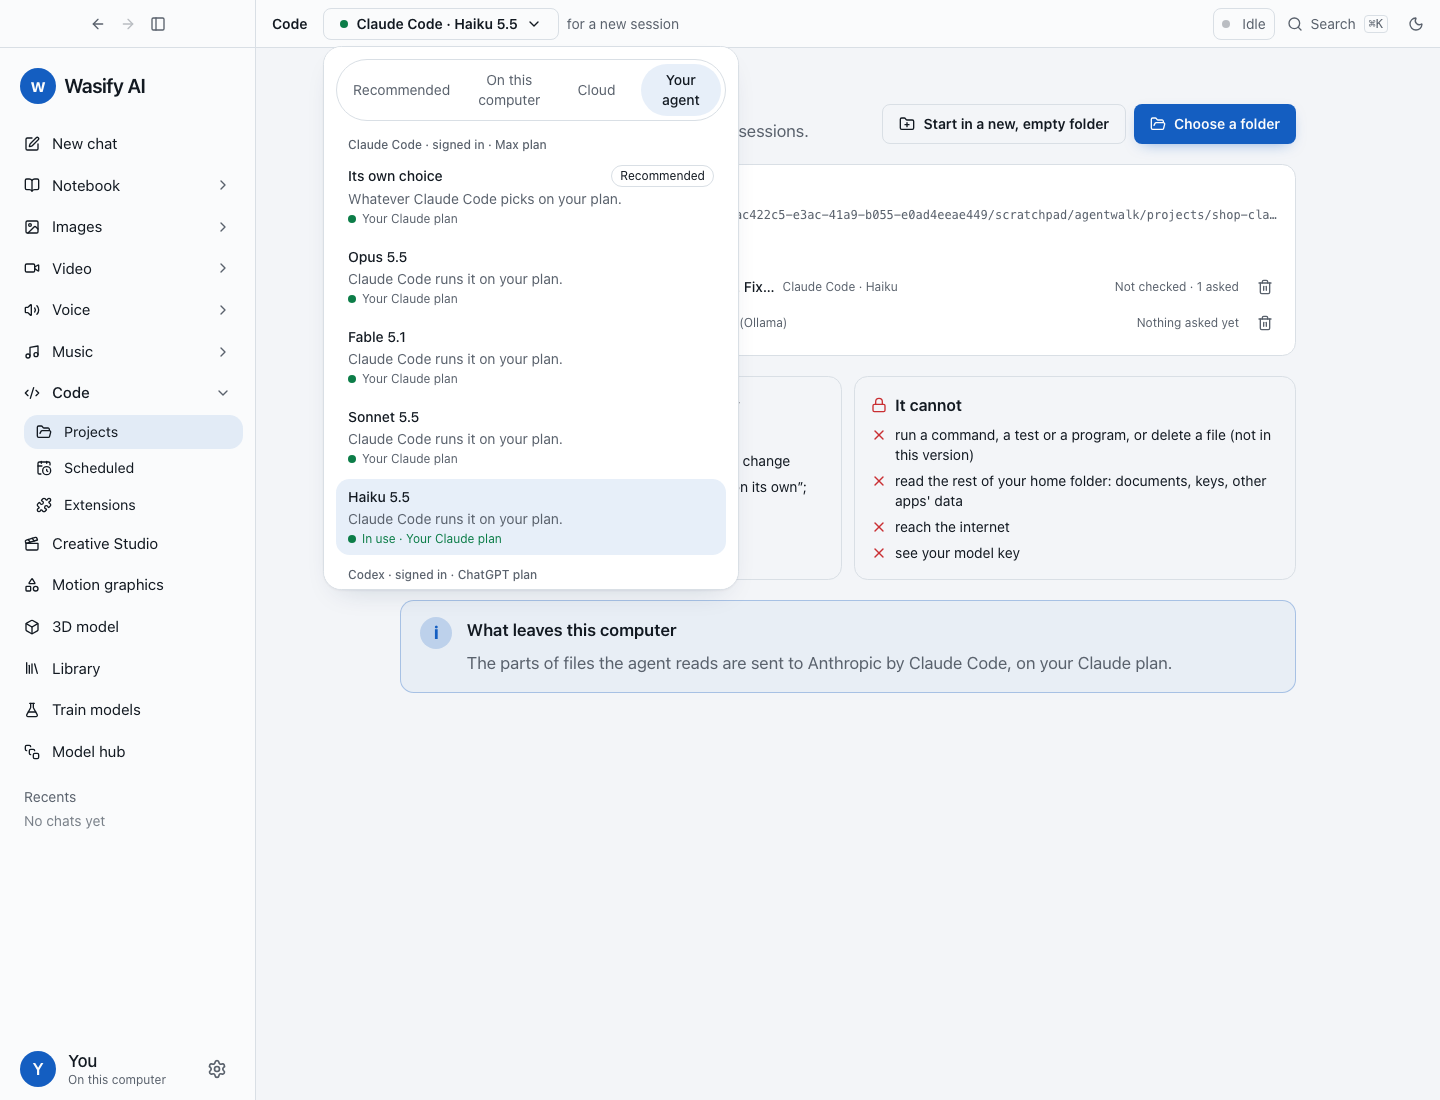 Code
Claude Code · Haiku 5.5
for a new session
Idle
Search
⌘K
W
Wasify AI
New chat
Notebook
Images
Video
Voice
Music
Code
Projects
Scheduled
Extensions
Creative Studio
Motion graphics
3D model
Library
Train models
Model hub
Recents
No chats yet
Y
You
On this computer
Recommended
On this
computer
Cloud
Your
agent
Claude Code · signed in · Max plan
Its own choice
Recommended
Whatever Claude Code picks on your plan.
Your Claude plan
Opus 5.5
Claude Code runs it on your plan.
Your Claude plan
Fable 5.1
Claude Code runs it on your plan.
Your Claude plan
Sonnet 5.5
Claude Code runs it on your plan.
Your Claude plan
Haiku 5.5
Claude Code runs it on your plan.
In use · Your Claude plan
Codex · signed in · ChatGPT plan
sessions.
Start in a new, empty folder
Choose a folder
ac422c5-e3ac-41a9-b055-e0ad4eeae449/scratchpad/agentwalk/projects/shop-cla…
Fix… Claude Code · Haiku
Not checked · 1 asked
(Ollama)
Nothing asked yet
change
n its own";
It cannot
run a command, a test or a program, or delete a file (not in
this version)
read the rest of your home folder: documents, keys, other
apps' data
reach the internet
see your model key
i
What leaves this computer
The parts of files the agent reads are sent to Anthropic by Claude Code, on your Claude plan.